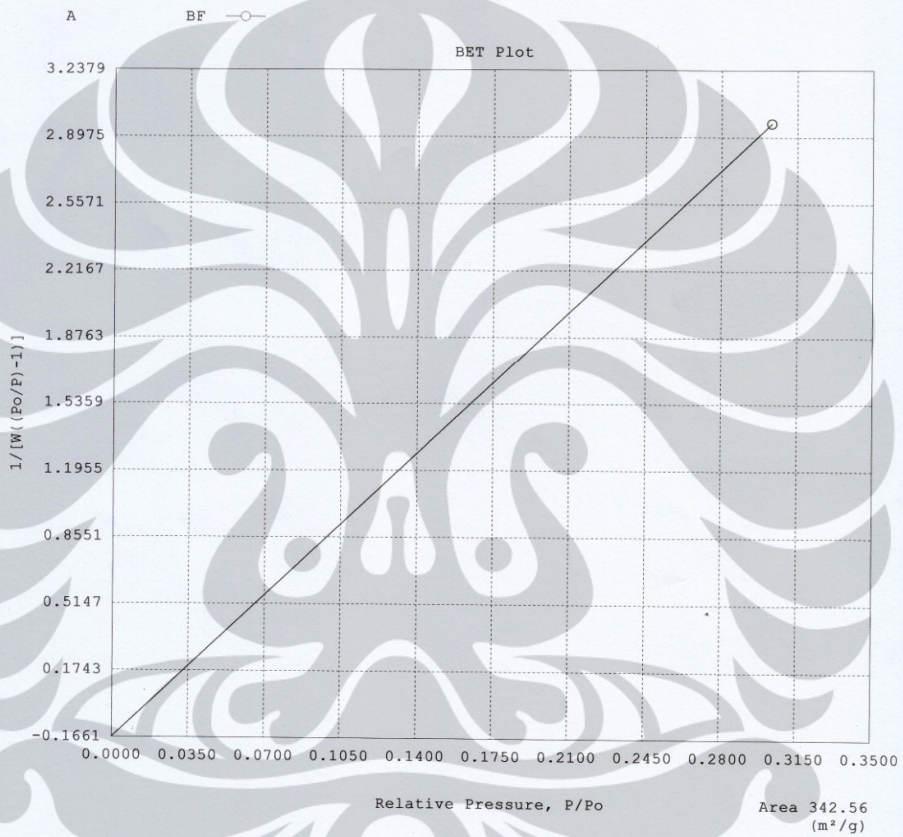 A BF
BET Plot
3.2379
2.8975
2.5571
2.2167
1.8763
1.5359
1.1955
0.8551
0.5147
0.1743
-0.1661
1/[W((Po/P)-1)]
0.0000 0.0350 0.0700 0.1050 0.1400 0.1750 0.2100 0.2450 0.2800 0.3150 0.3500
Relative Pressure, P/Po
Area 342.56
(m²/g)